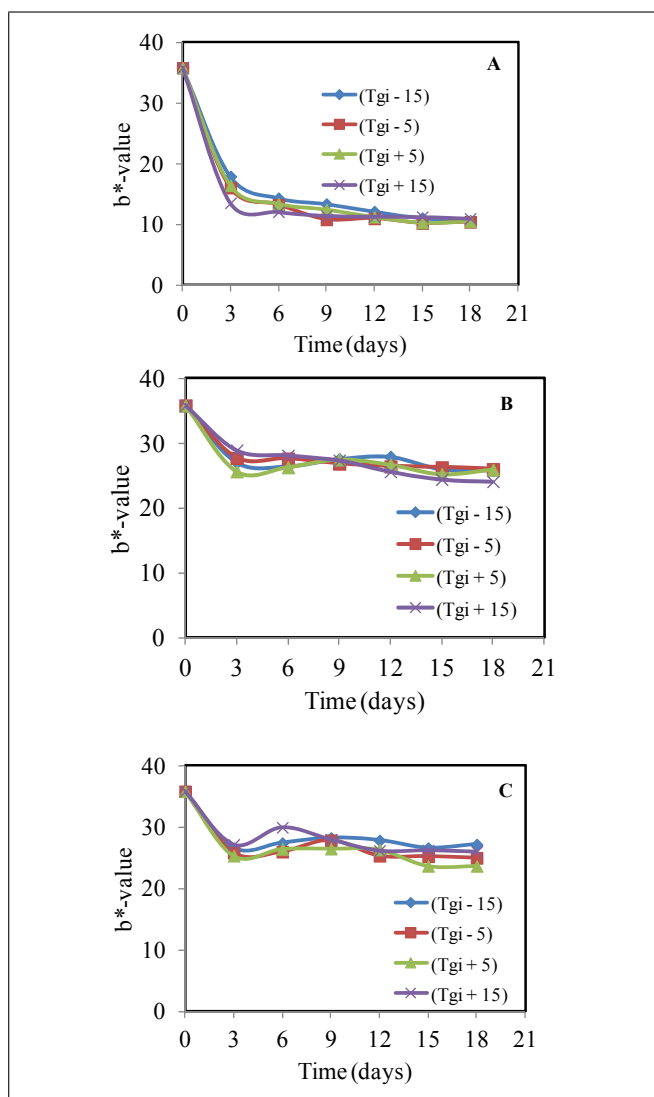 40
A
30
20
10
0
b*-value
(Tgi - 15)
(Tgi - 5)
(Tgi + 5)
(Tgi + 15)
0 3 6 9 12 15 18 21
Time (days)
40
B
30
20
10
0
b*-value
(Tgi - 15)
(Tgi - 5)
(Tgi + 5)
(Tgi + 15)
0 3 6 9 12 15 18 21
Time (days)
40
C
30
20
10
0
b*-value
(Tgi - 15)
(Tgi - 5)
(Tgi + 5)
(Tgi + 15)
0 3 6 9 12 15 18 21
Time (days)